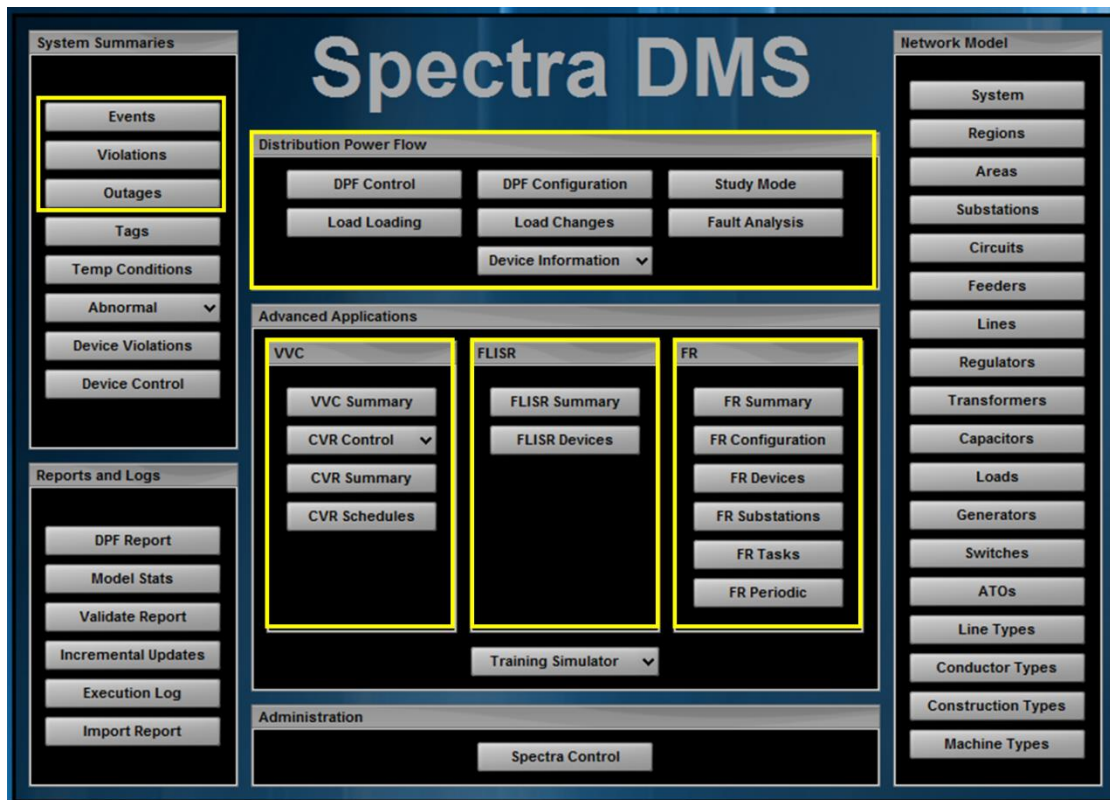 Spectra DMS
System Summaries
Events
Violations
Outages
Tags
Temp Conditions
Abnormal
Device Violations
Device Control
Reports and Logs
DPF Report
Model Stats
Validate Report
Incremental Updates
Execution Log
Import Report
Distribution Power Flow
DPF Control
DPF Configuration
Study Mode
Load Loading
Load Changes
Fault Analysis
Device Information
Advanced Applications
VVC
VVC Summary
CVR Control
CVR Summary
CVR Schedules
FLISR
FLISR Summary
FLISR Devices
FR
FR Summary
FR Configuration
FR Devices
FR Substations
FR Tasks
FR Periodic
Training Simulator
Administration
Spectra Control
Network Model
System
Regions
Areas
Substations
Circuits
Feeders
Lines
Regulators
Transformers
Capacitors
Loads
Generators
Switches
ATOs
Line Types
Conductor Types
Construction Types
Machine Types